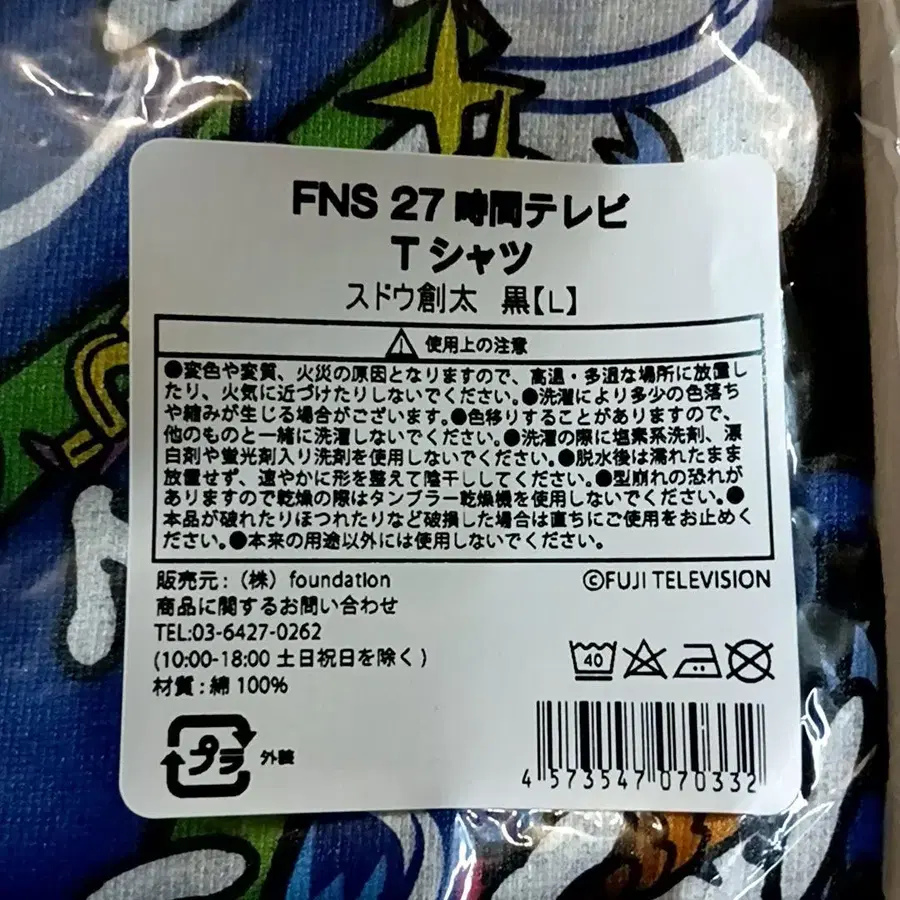 FNS 27時間テレビ
Tシャツ
スドウ創太 黒【L】
使用上の注意
●変色や変質、火災の原因となりますので、高温・多湿な場所に放置し
たり、火気に近づけたりしないでください。●洗濯により多少の色落ち
や縮みが生じる場合がございます。●色移りすることがありますので、
他のものと一緒に洗濯しないでください。●洗濯の際に塩素系洗剤、漂
白剤や蛍光剤入り洗剤を使用しないでください。●脱水後は濡れたまま
放置せず、速やかに形を整えて陰干ししてください。●型崩れの恐れが
ありますので乾燥の際はタンブラー乾燥機を使用しないでください。●
本品が破れたりほつれたりなど破損した場合は直ちにご使用をお止めく
ださい。●本来の用途以外には使用しないでください。
販売元：（株）foundation
©FUJI TELEVISION
商品に関するお問い合わせ
TEL:03-6427-0262
(10:00-18:00 土日祝日を除く)
材質：綿100%
40
プラ
外装
4 573547 070332